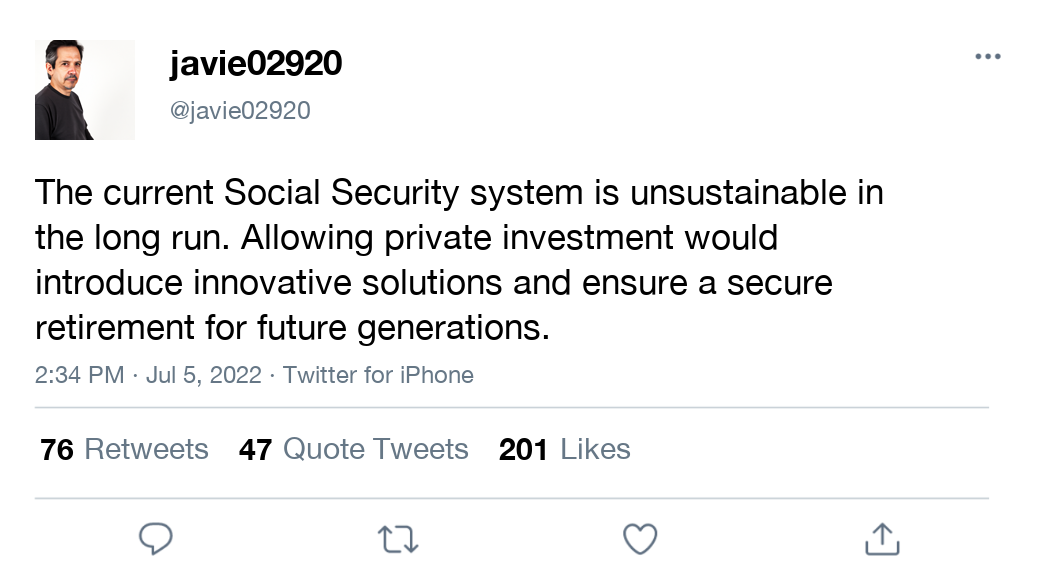 javie02920
@javie02920
The current Social Security system is unsustainable in
the long run. Allowing private investment would
introduce innovative solutions and ensure a secure
retirement for future generations.
2:34 PM · Jul 5, 2022 · Twitter for iPhone
76 Retweets 47 Quote Tweets 201 Likes